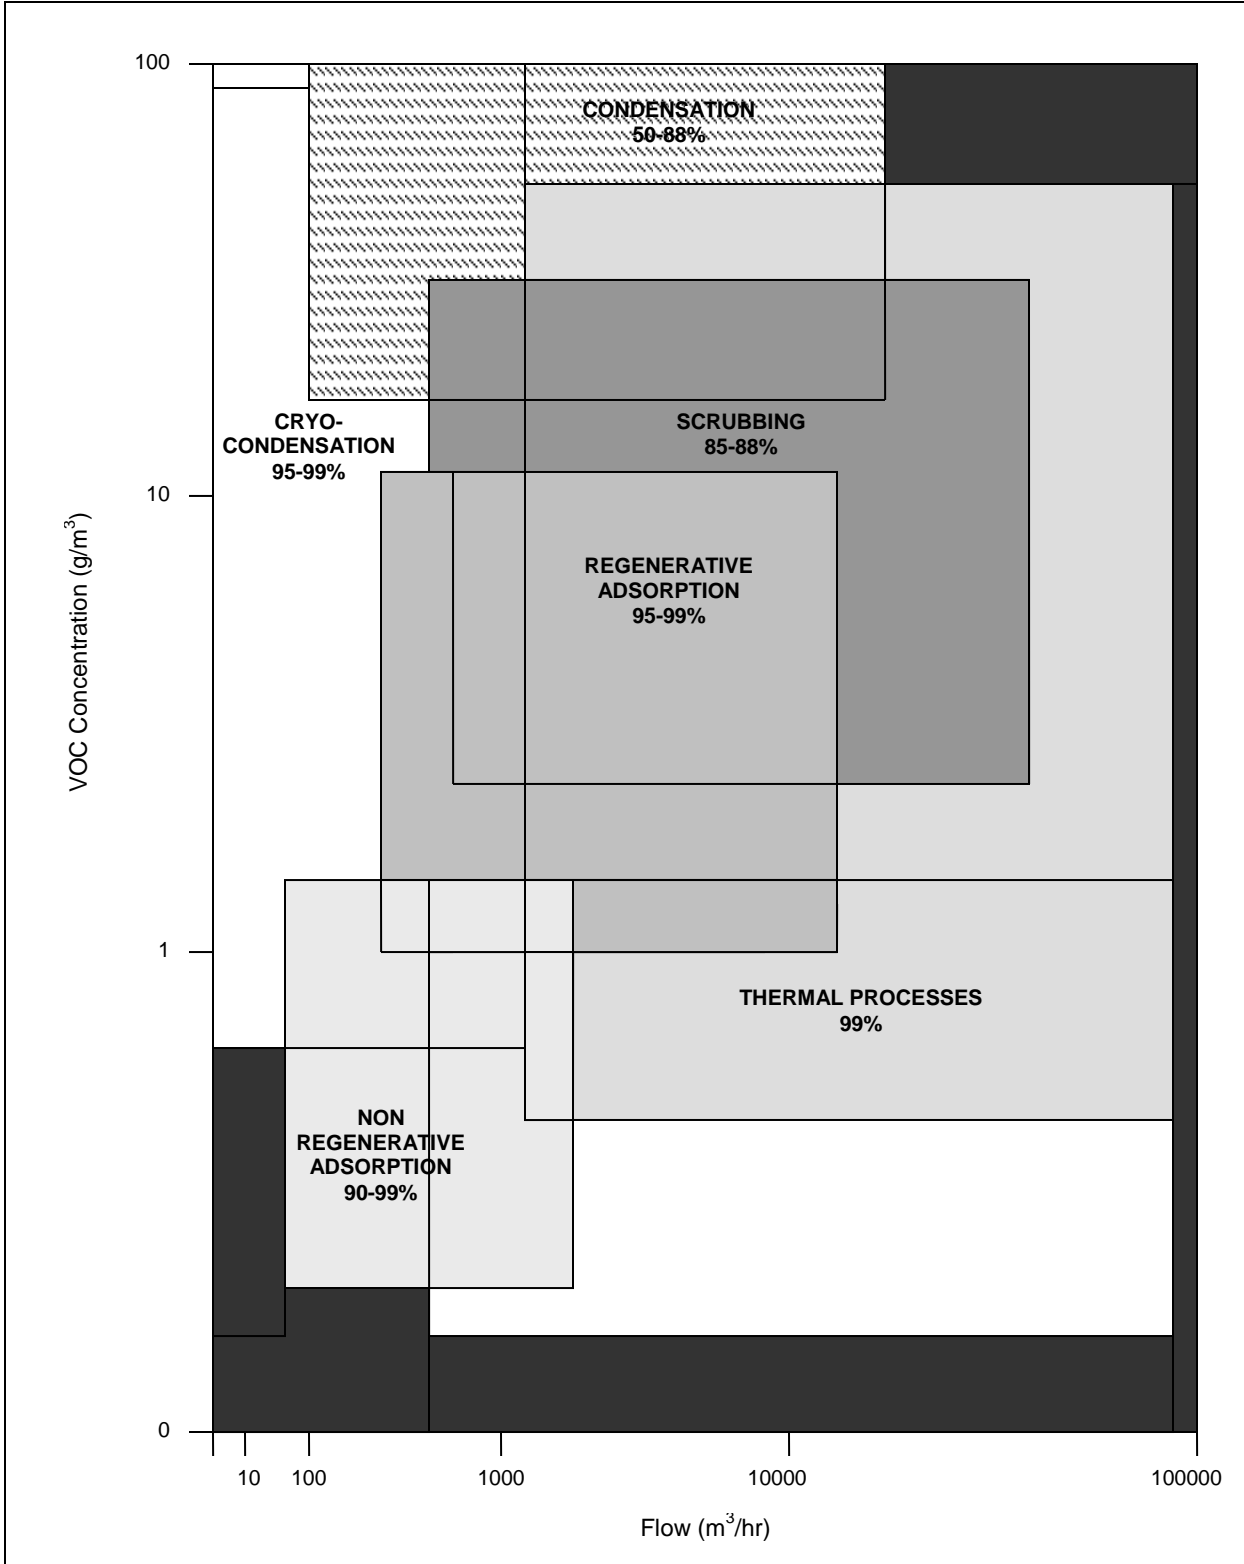 100
CONDENSATION
50-88%
CRYO-
CONDENSATION
95-99%
SCRUBBING
85-88%
10
REGENERATIVE
ADSORPTION
95-99%
VOC Concentration (g/m³)
1
THERMAL PROCESSES
99%
NON
REGENERATIVE
ADSORPTION
90-99%
0
10 100 1000 10000 100000
Flow (m³/hr)